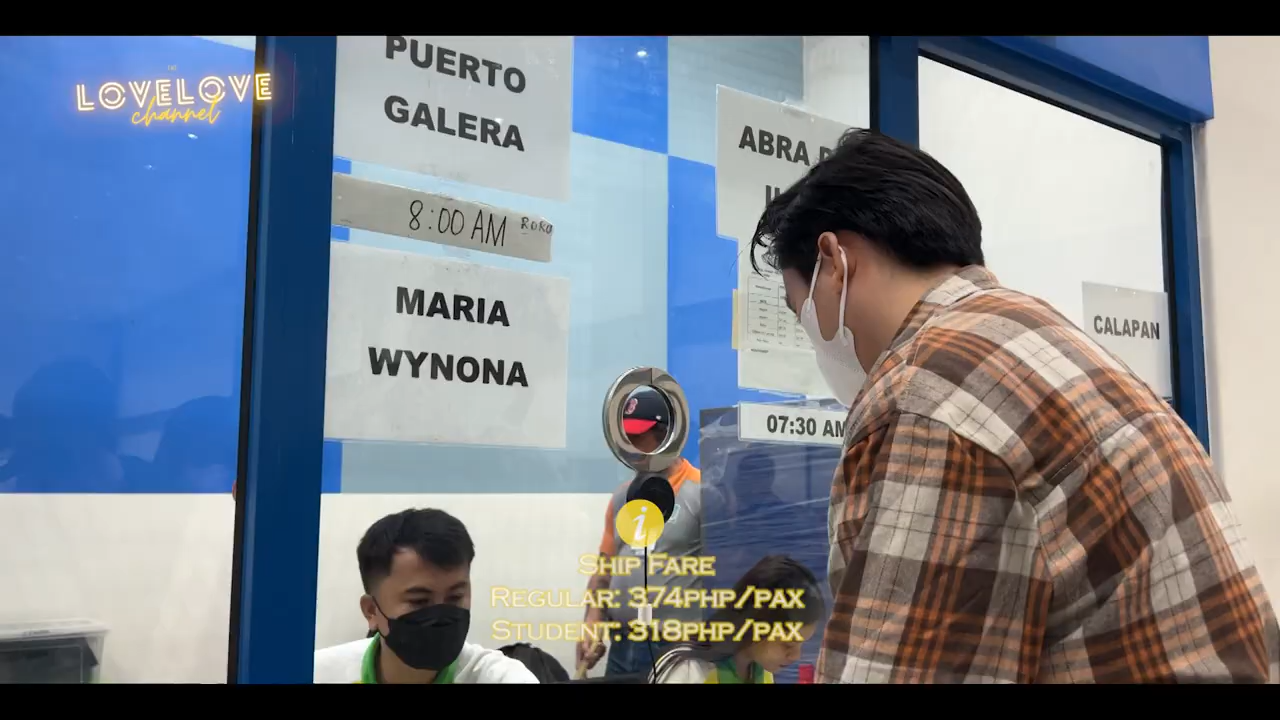 THE
LOVELOVE
channel
PUERTO
GALERA
8:00 AM RORO
MARIA
WYNONA
ABRA
07:30 AM
CALAPAN
i
SHIP FARE
REGULAR: 374PHP/PAX
STUDENT: 318PHP/PAX